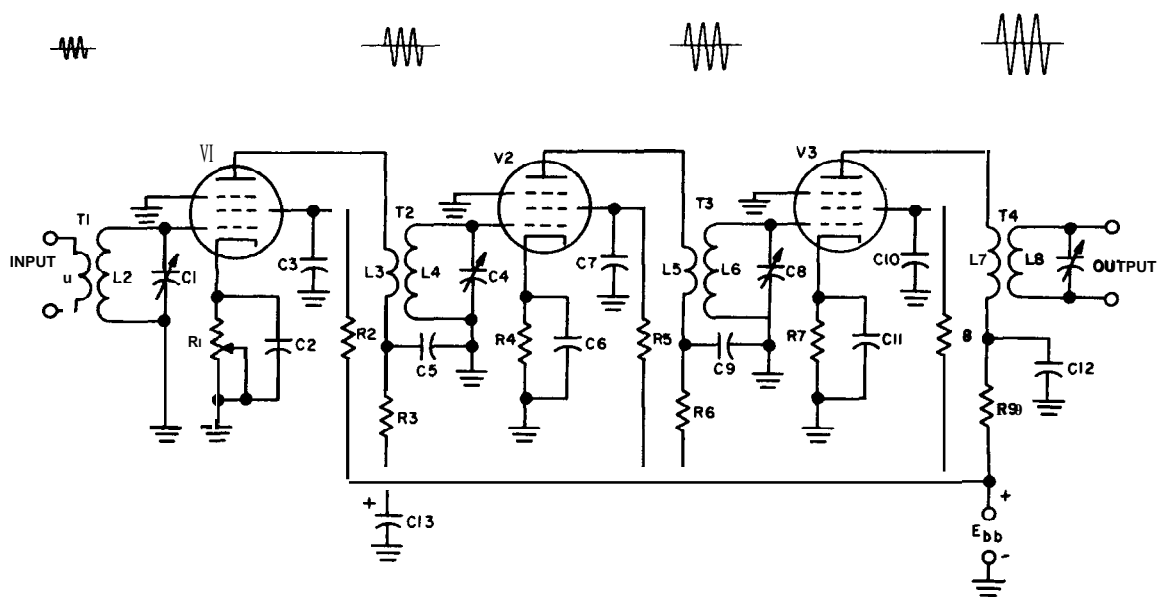 VI
V2
V3
T1
T2
T3
T4
INPUT
u
L2
C1
C3
L3
L4
C4
C7
L5
L6
C8
C10
L7
L8
OUTPUT
R1
C2
R2
C5
R4
C6
R5
C9
R7
C11
8
C12
R3
R6
R9
+
C13
+
Ebb
-